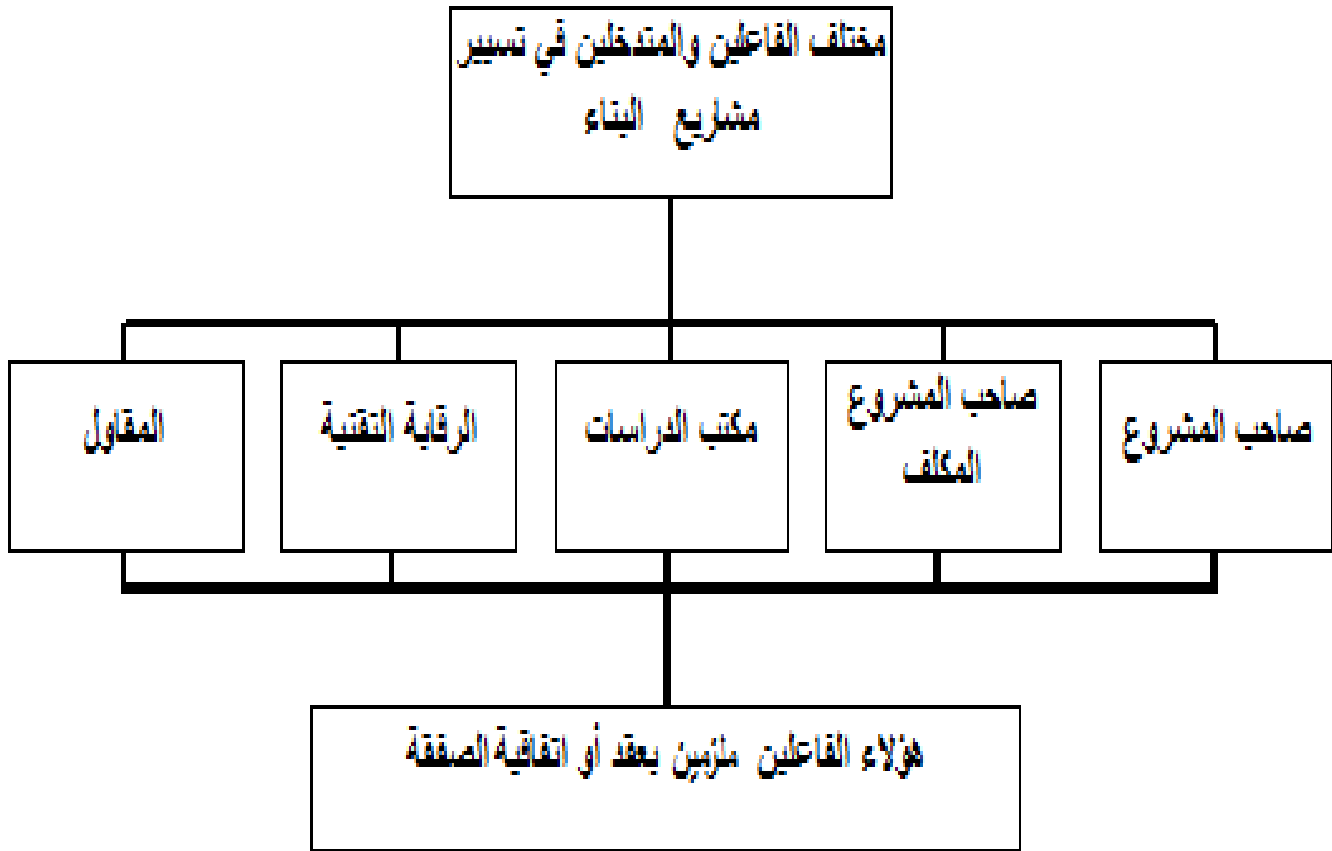 مختلف الفاعلين والمتدخلين في تسيير
مشاريع البناء
صاحب المشروع
صاحب المشروع
المكلف
مكتب الدراسات
الرقابة التقنية
المقاول
هؤلاء الفاعلين ملزمين بعقد أو اتفاقية الصفقة